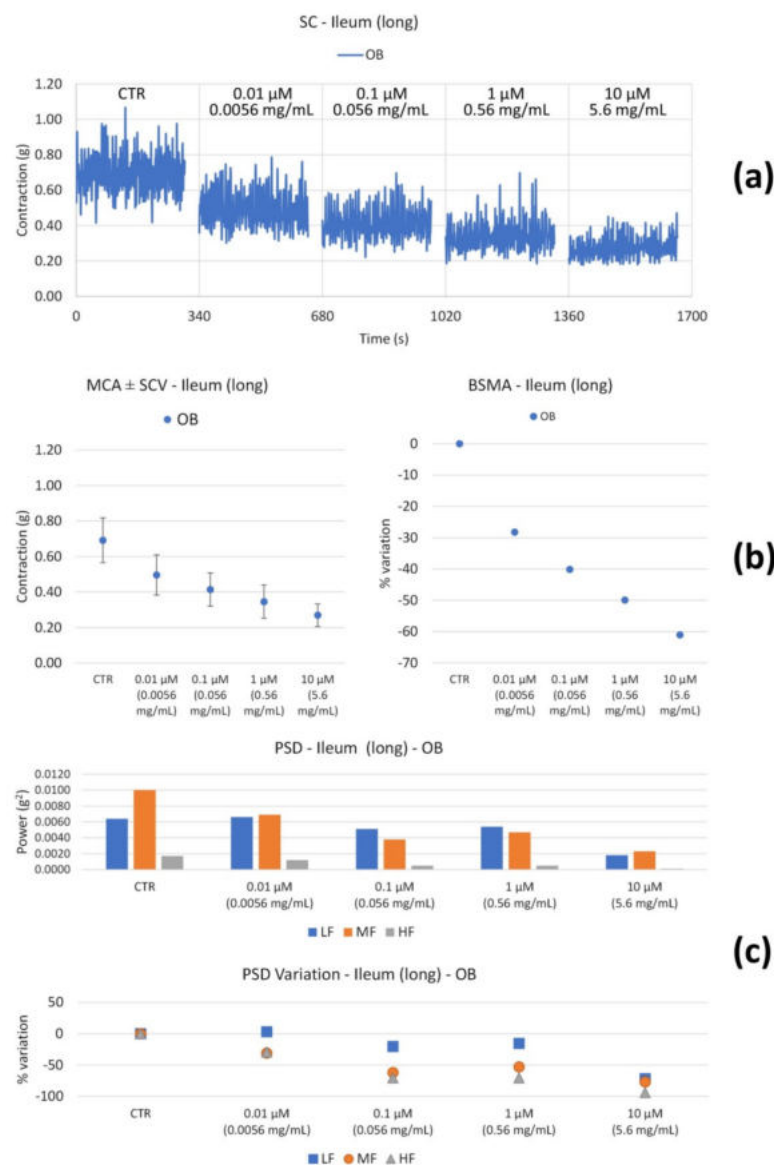 SC - Ileum (long)
OB
CTR
0.01 µM
0.0056 mg/mL
0.1 µM
0.056 mg/mL
1 µM
0.56 mg/mL
10 µM
5.6 mg/mL
1.20
1.00
0.80
0.60
0.40
0.20
0.00
Contraction (g)
0 340 680 1020 1360 1700
Time (s)
(a)
MCA ± SCV - Ileum (long)
OB
1.20
1.00
0.80
0.60
0.40
0.20
0.00
Contraction (g)
CTR 0.01 µM 0.1 µM 1 µM 10 µM
(0.0056 (0.056 (0.56 (5.6
mg/mL) mg/mL) mg/mL) mg/mL)
BSMA - Ileum (long)
OB
0
-10
-20
-30
-40
-50
-60
-70
% variation
CTR 0.01 µM 0.1 µM 1 µM 10 µM
(0.0056 (0.056 (0.56 (5.6
mg/mL) mg/mL) mg/mL) mg/mL)
(b)
PSD - Ileum (long) - OB
0.0120
0.0100
0.0080
0.0060
0.0040
0.0020
0.0000
Power (g²)
CTR 0.01 µM 0.1 µM 1 µM 10 µM
(0.0056 mg/mL) (0.056 mg/mL) (0.56 mg/mL) (5.6 mg/mL)
LF MF HF
(c)
PSD Variation - Ileum (long) - OB
50
0
-50
-100
% variation
CTR 0.01 µM 0.1 µM 1 µM 10 µM
(0.0056 mg/mL) (0.056 mg/mL) (0.56 mg/mL) (5.6 mg/mL)
LF MF HF